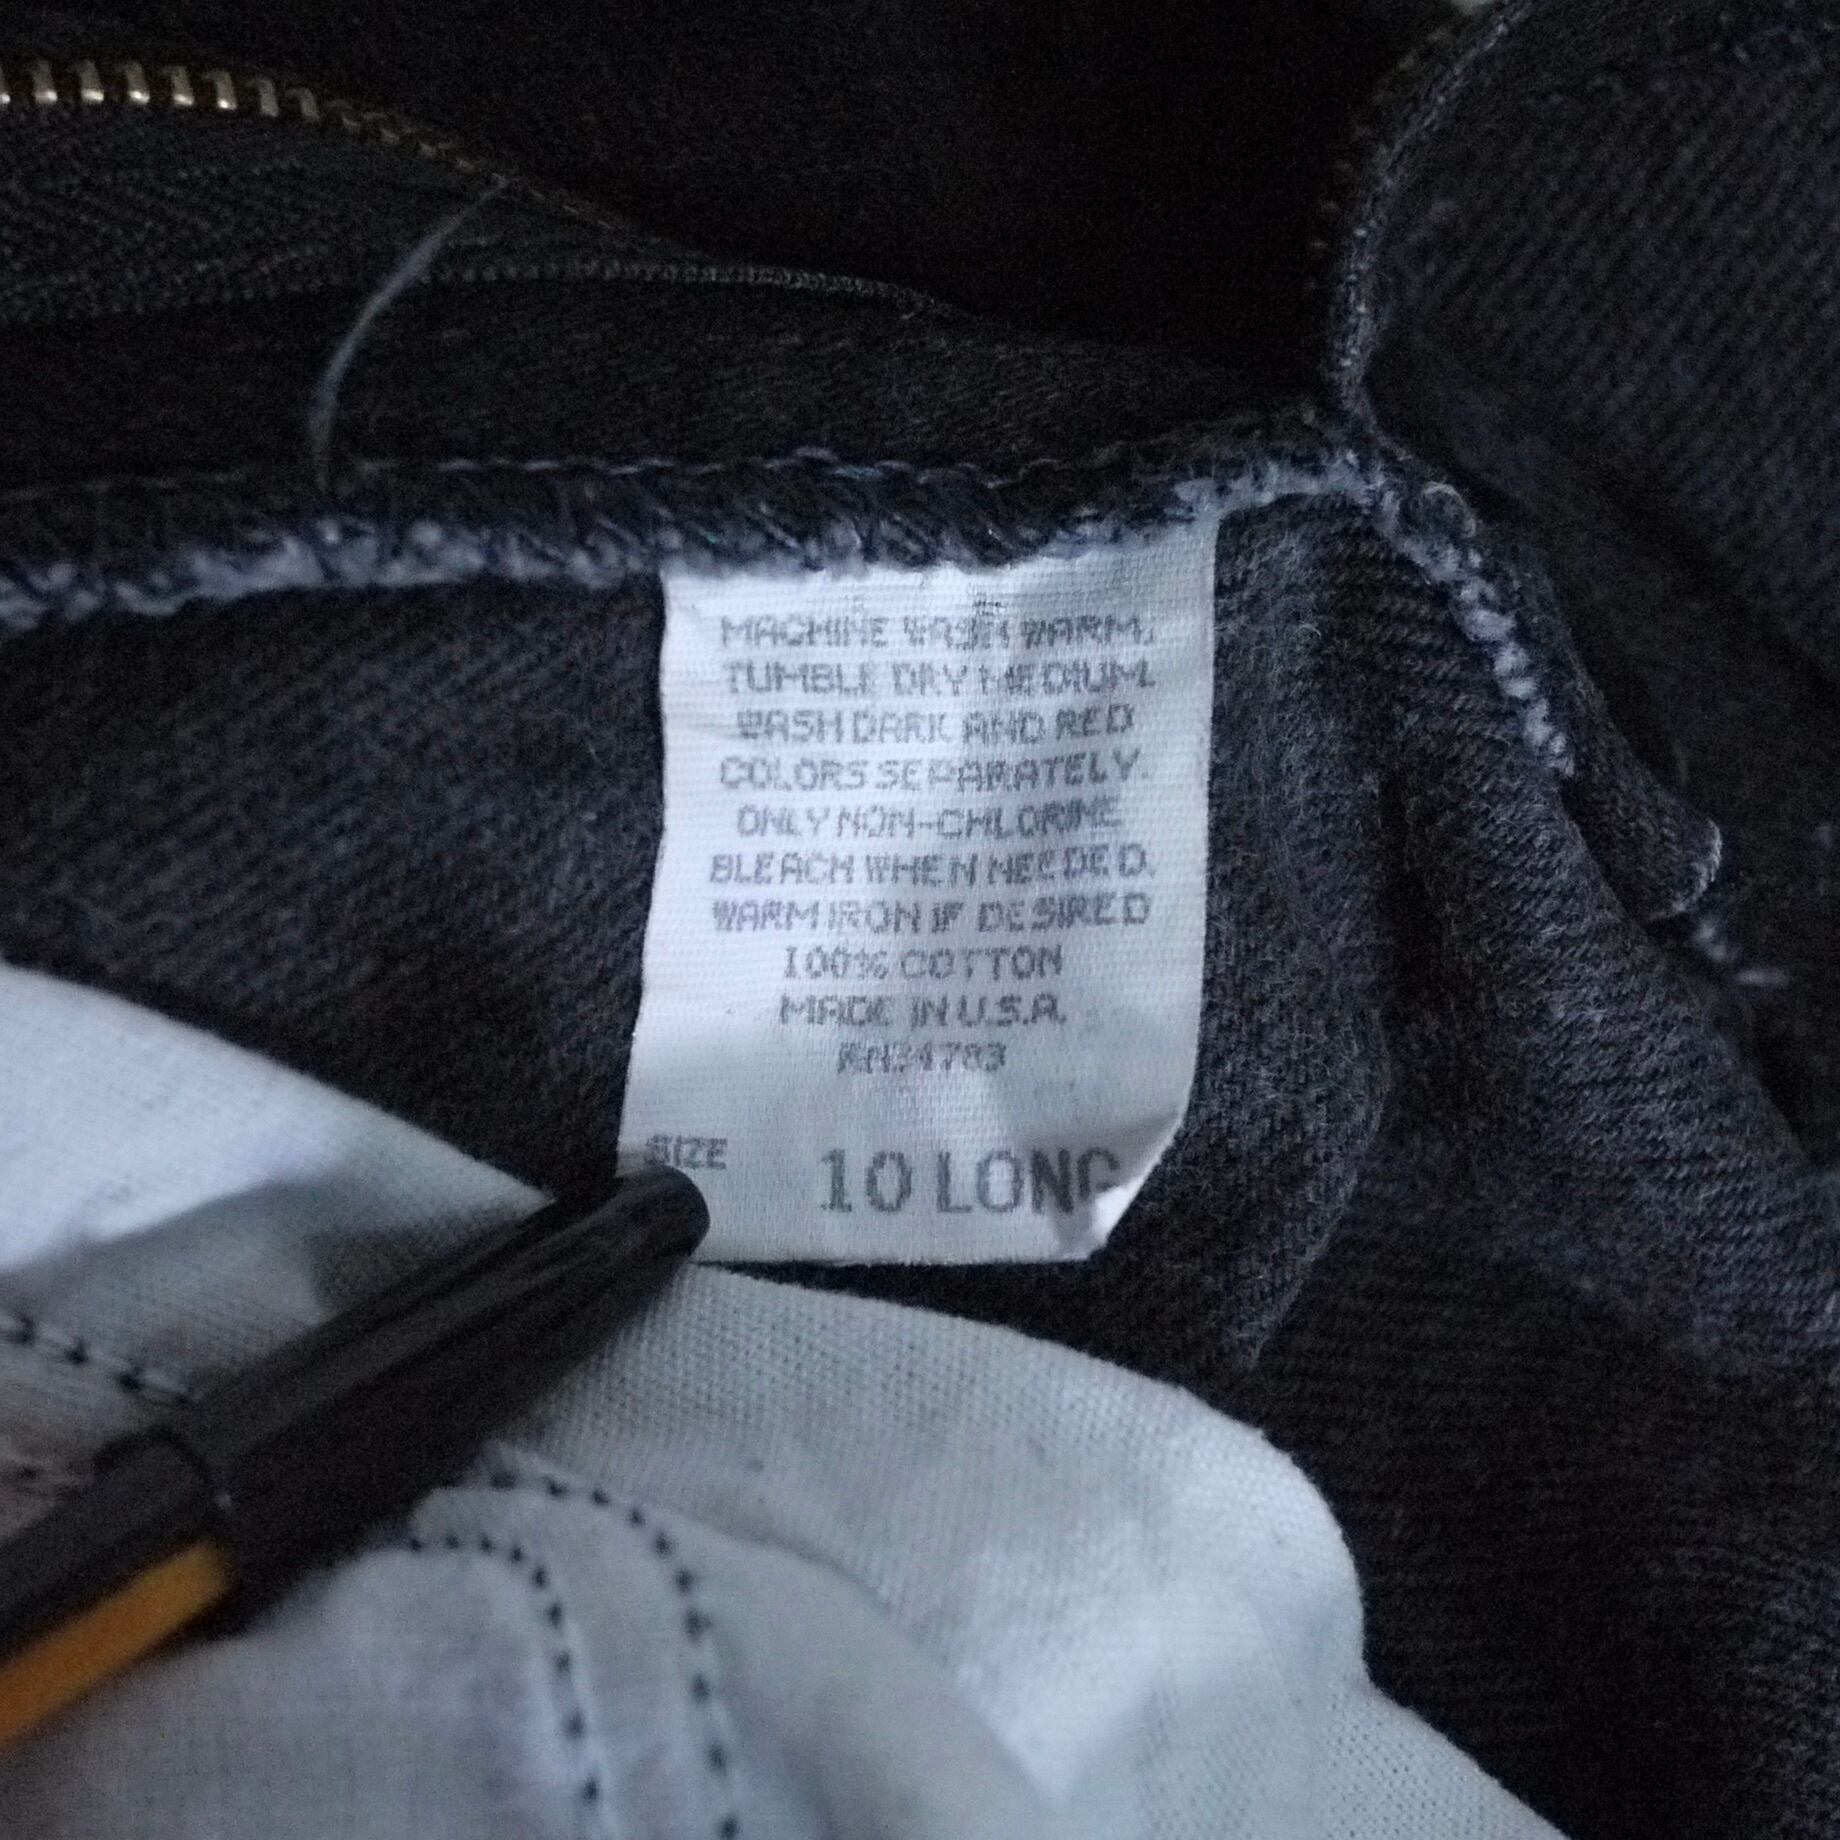 MACHINE WASH WARM.
TUMBLE DRY MEDIUM.
WASH DARK AND RED
COLORS SEPARATELY.
ONLY NON-CHLORINE
BLEACH WHEN NEEDED.
WARM IRON IF DESIRED
100% COTTON
MADE IN U.S.A.
RN34783
SIZE 10 LONG